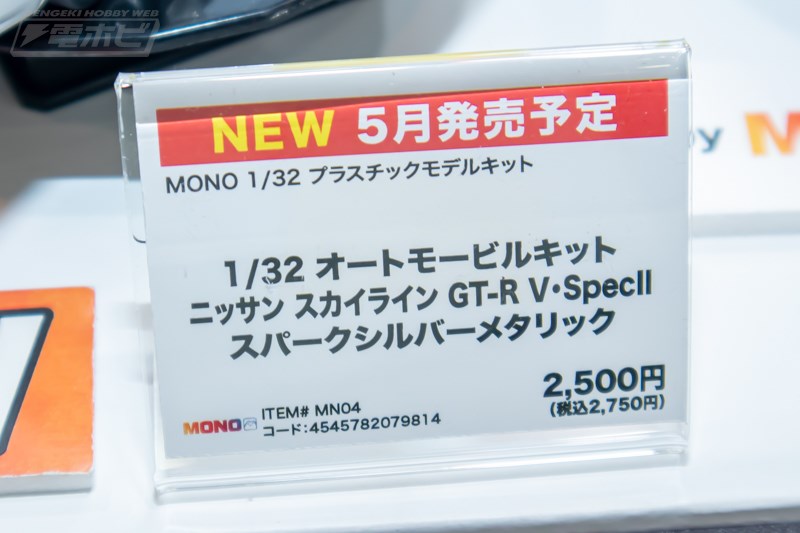 DENGEKI HOBBY WEB
電ホビ
NEW 5月発売予定
MONO 1/32 プラスチックモデルキット
by M
1/32 オートモービルキット
ニッサン スカイライン GT-R V・SpecII
スパークシルバーメタリック
2,500円
(税込2,750円)
MONO
ITEM# MN04
コード:4545782079814